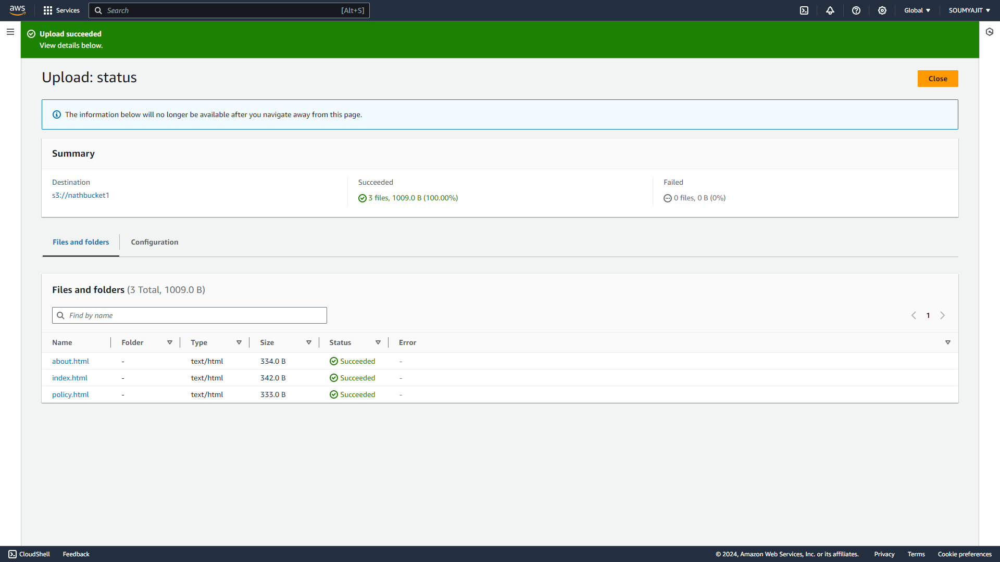 aws
Services
Search
[Alt+S]
Global
SOUMYAJIT
Upload succeeded
View details below.
Upload: status
Close
The information below will no longer be available after you navigate away from this page.
Summary
Destination
s3://nathbucket1
Succeeded
3 files, 1009.0 B (100.00%)
Failed
0 files, 0 B (0%)
Files and folders
Configuration
Files and folders (3 Total, 1009.0 B)
Find by name
1
Name Folder Type Size Status Error
about.html - text/html 334.0 B Succeeded -
index.html - text/html 342.0 B Succeeded -
policy.html - text/html 333.0 B Succeeded -
CloudShell Feedback © 2024, Amazon Web Services, Inc. or its affiliates. Privacy Terms Cookie preferences